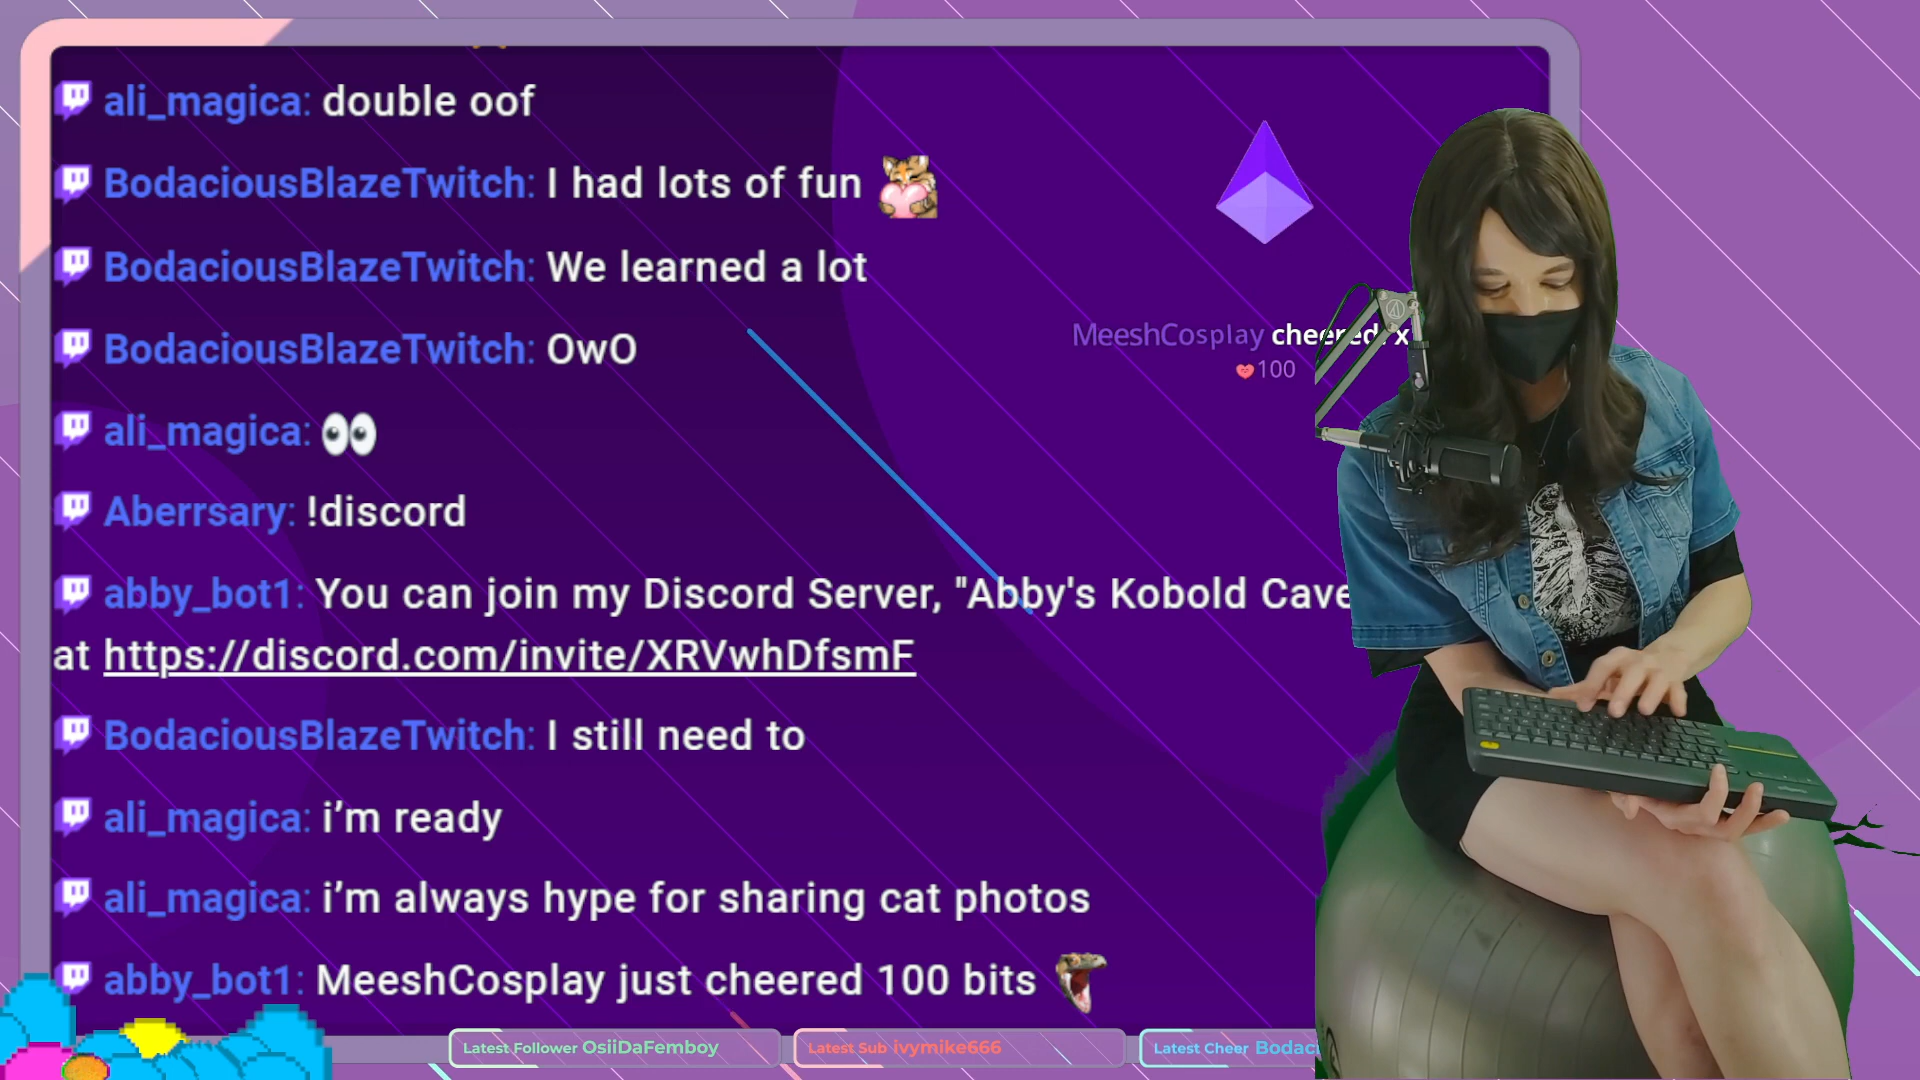 ali_magica: double oof
BodaciousBlazeTwitch: I had lots of fun
BodaciousBlazeTwitch: We learned a lot
BodaciousBlazeTwitch: OwO
ali_magica: 👀
Aberrsary: !discord
abby_bot1: You can join my Discord Server, "Abby's Kobold Cave
at https://discord.com/invite/XRVwhDfsmF
BodaciousBlazeTwitch: I still need to
ali_magica: i’m ready
ali_magica: i’m always hype for sharing cat photos
abby_bot1: MeeshCosplay just cheered 100 bits
MeeshCosplay cheered! x
100
Latest Follower OsiiDaFemboy
Latest Sub ivymike666
Latest Cheer